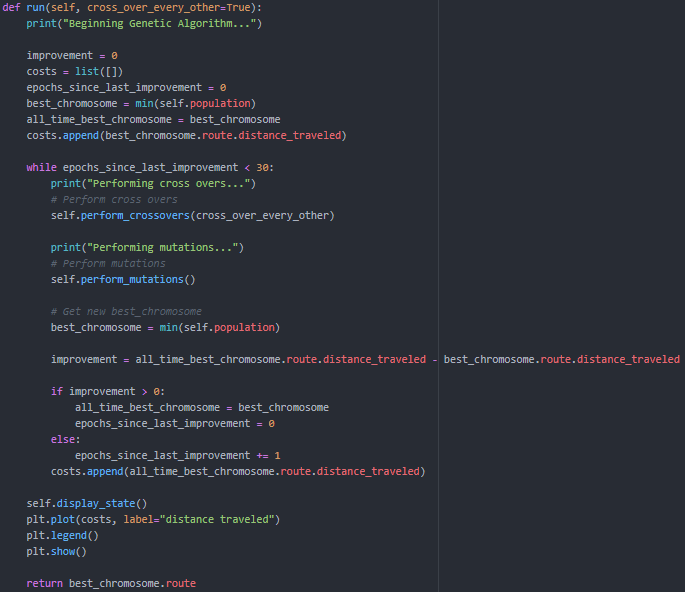 def run(self, cross_over_every_other=True):
    print("Beginning Genetic Algorithm...")

    improvement = 0
    costs = list([])
    epochs_since_last_improvement = 0
    best_chromosome = min(self.population)
    all_time_best_chromosome = best_chromosome
    costs.append(best_chromosome.route.distance_traveled)

    while epochs_since_last_improvement < 30:
        print("Performing cross overs...")
        # Perform cross overs
        self.perform_crossovers(cross_over_every_other)

        print("Performing mutations...")
        # Perform mutations
        self.perform_mutations()

        # Get new best_chromosome
        best_chromosome = min(self.population)

        improvement = all_time_best_chromosome.route.distance_traveled - best_chromosome.route.distance_traveled

        if improvement > 0:
            all_time_best_chromosome = best_chromosome
            epochs_since_last_improvement = 0
        else:
            epochs_since_last_improvement += 1
        costs.append(all_time_best_chromosome.route.distance_traveled)

    self.display_state()
    plt.plot(costs, label="distance traveled")
    plt.legend()
    plt.show()

    return best_chromosome.route